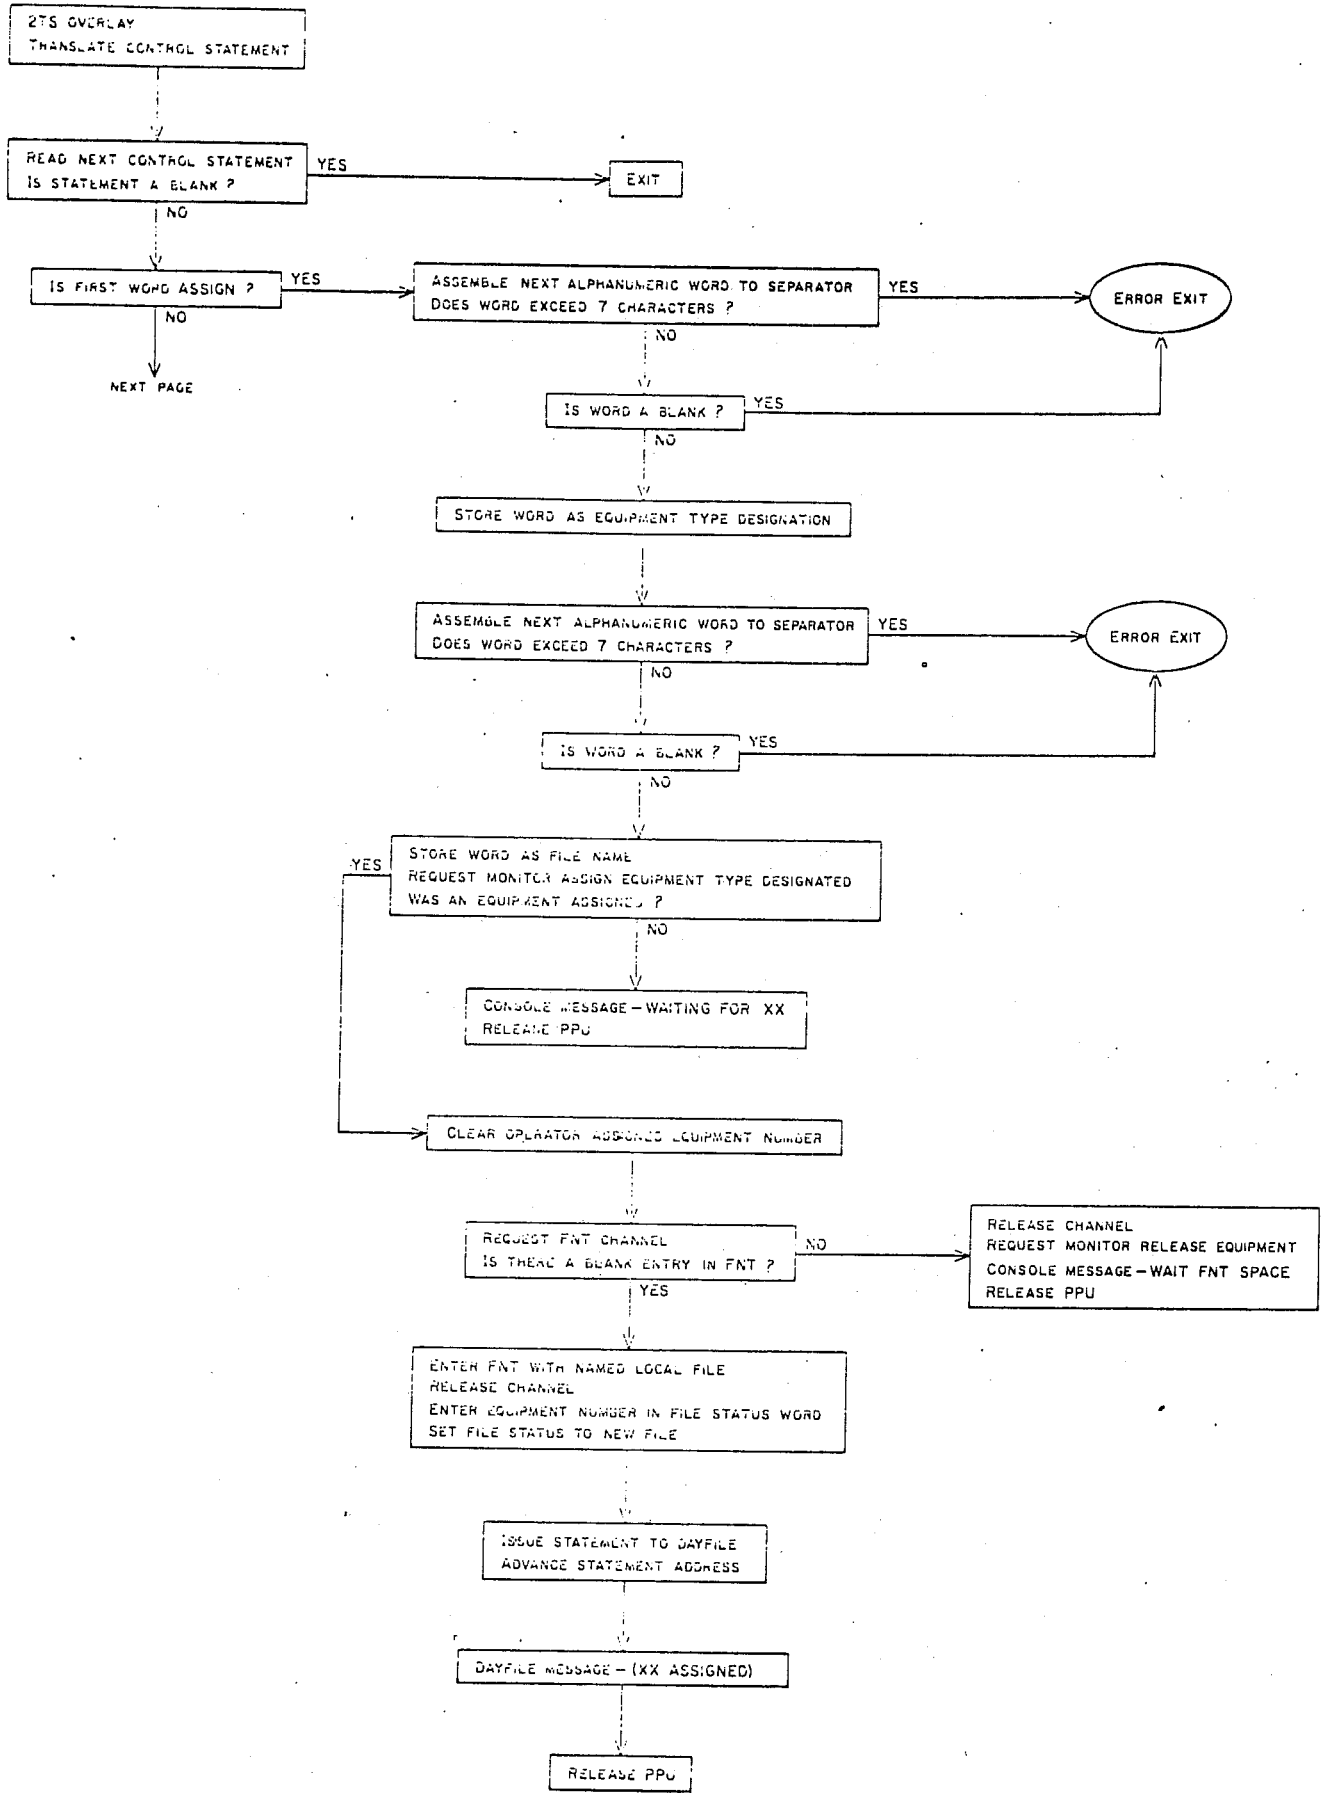 2TS OVERLAY
TRANSLATE CONTROL STATEMENT
READ NEXT CONTROL STATEMENT
IS STATEMENT A BLANK ?
YES
EXIT
NO
IS FIRST WORD ASSIGN ?
YES
ASSEMBLE NEXT ALPHANUMERIC WORD TO SEPARATOR
DOES WORD EXCEED 7 CHARACTERS ?
YES
ERROR EXIT
NO
NEXT PAGE
NO
IS WORD A BLANK ?
YES
NO
STORE WORD AS EQUIPMENT TYPE DESIGNATION
ASSEMBLE NEXT ALPHANUMERIC WORD TO SEPARATOR
DOES WORD EXCEED 7 CHARACTERS ?
YES
ERROR EXIT
NO
IS WORD A BLANK ?
YES
NO
STORE WORD AS FILE NAME
REQUEST MONITOR ASSIGN EQUIPMENT TYPE DESIGNATED
WAS AN EQUIPMENT ASSIGNED ?
YES
NO
CONSOLE MESSAGE – WAITING FOR XX
RELEASE PPU
CLEAR OPERATOR ASSIGNED EQUIPMENT NUMBER
REQUEST FNT CHANNEL
IS THERE A BLANK ENTRY IN FNT ?
NO
RELEASE CHANNEL
REQUEST MONITOR RELEASE EQUIPMENT
CONSOLE MESSAGE – WAIT FNT SPACE
RELEASE PPU
YES
ENTER FNT WITH NAMED LOCAL FILE
RELEASE CHANNEL
ENTER EQUIPMENT NUMBER IN FILE STATUS WORD
SET FILE STATUS TO NEW FILE
ISSUE STATEMENT TO DAYFILE
ADVANCE STATEMENT ADDRESS
DAYFILE MESSAGE – (XX ASSIGNED)
RELEASE PPU